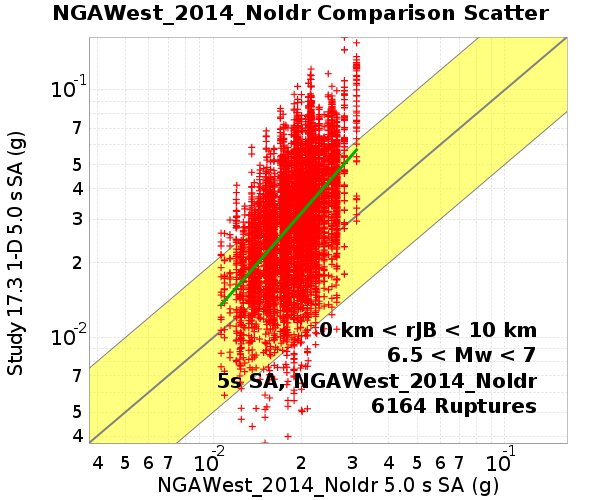 NGAWest_2014_NoIdr Comparison Scatter
Study 17.3 1-D 5.0 s SA (g)
10-1
7
5
4
3
2
10-2
7
5
4
0 km < rJB < 10 km
6.5 < Mw < 7
5s SA, NGAWest_2014_NoIdr
6164 Ruptures
4 5 6 7 10-2 2 3 4 5 6 7 10-1
NGAWest_2014_NoIdr 5.0 s SA (g)